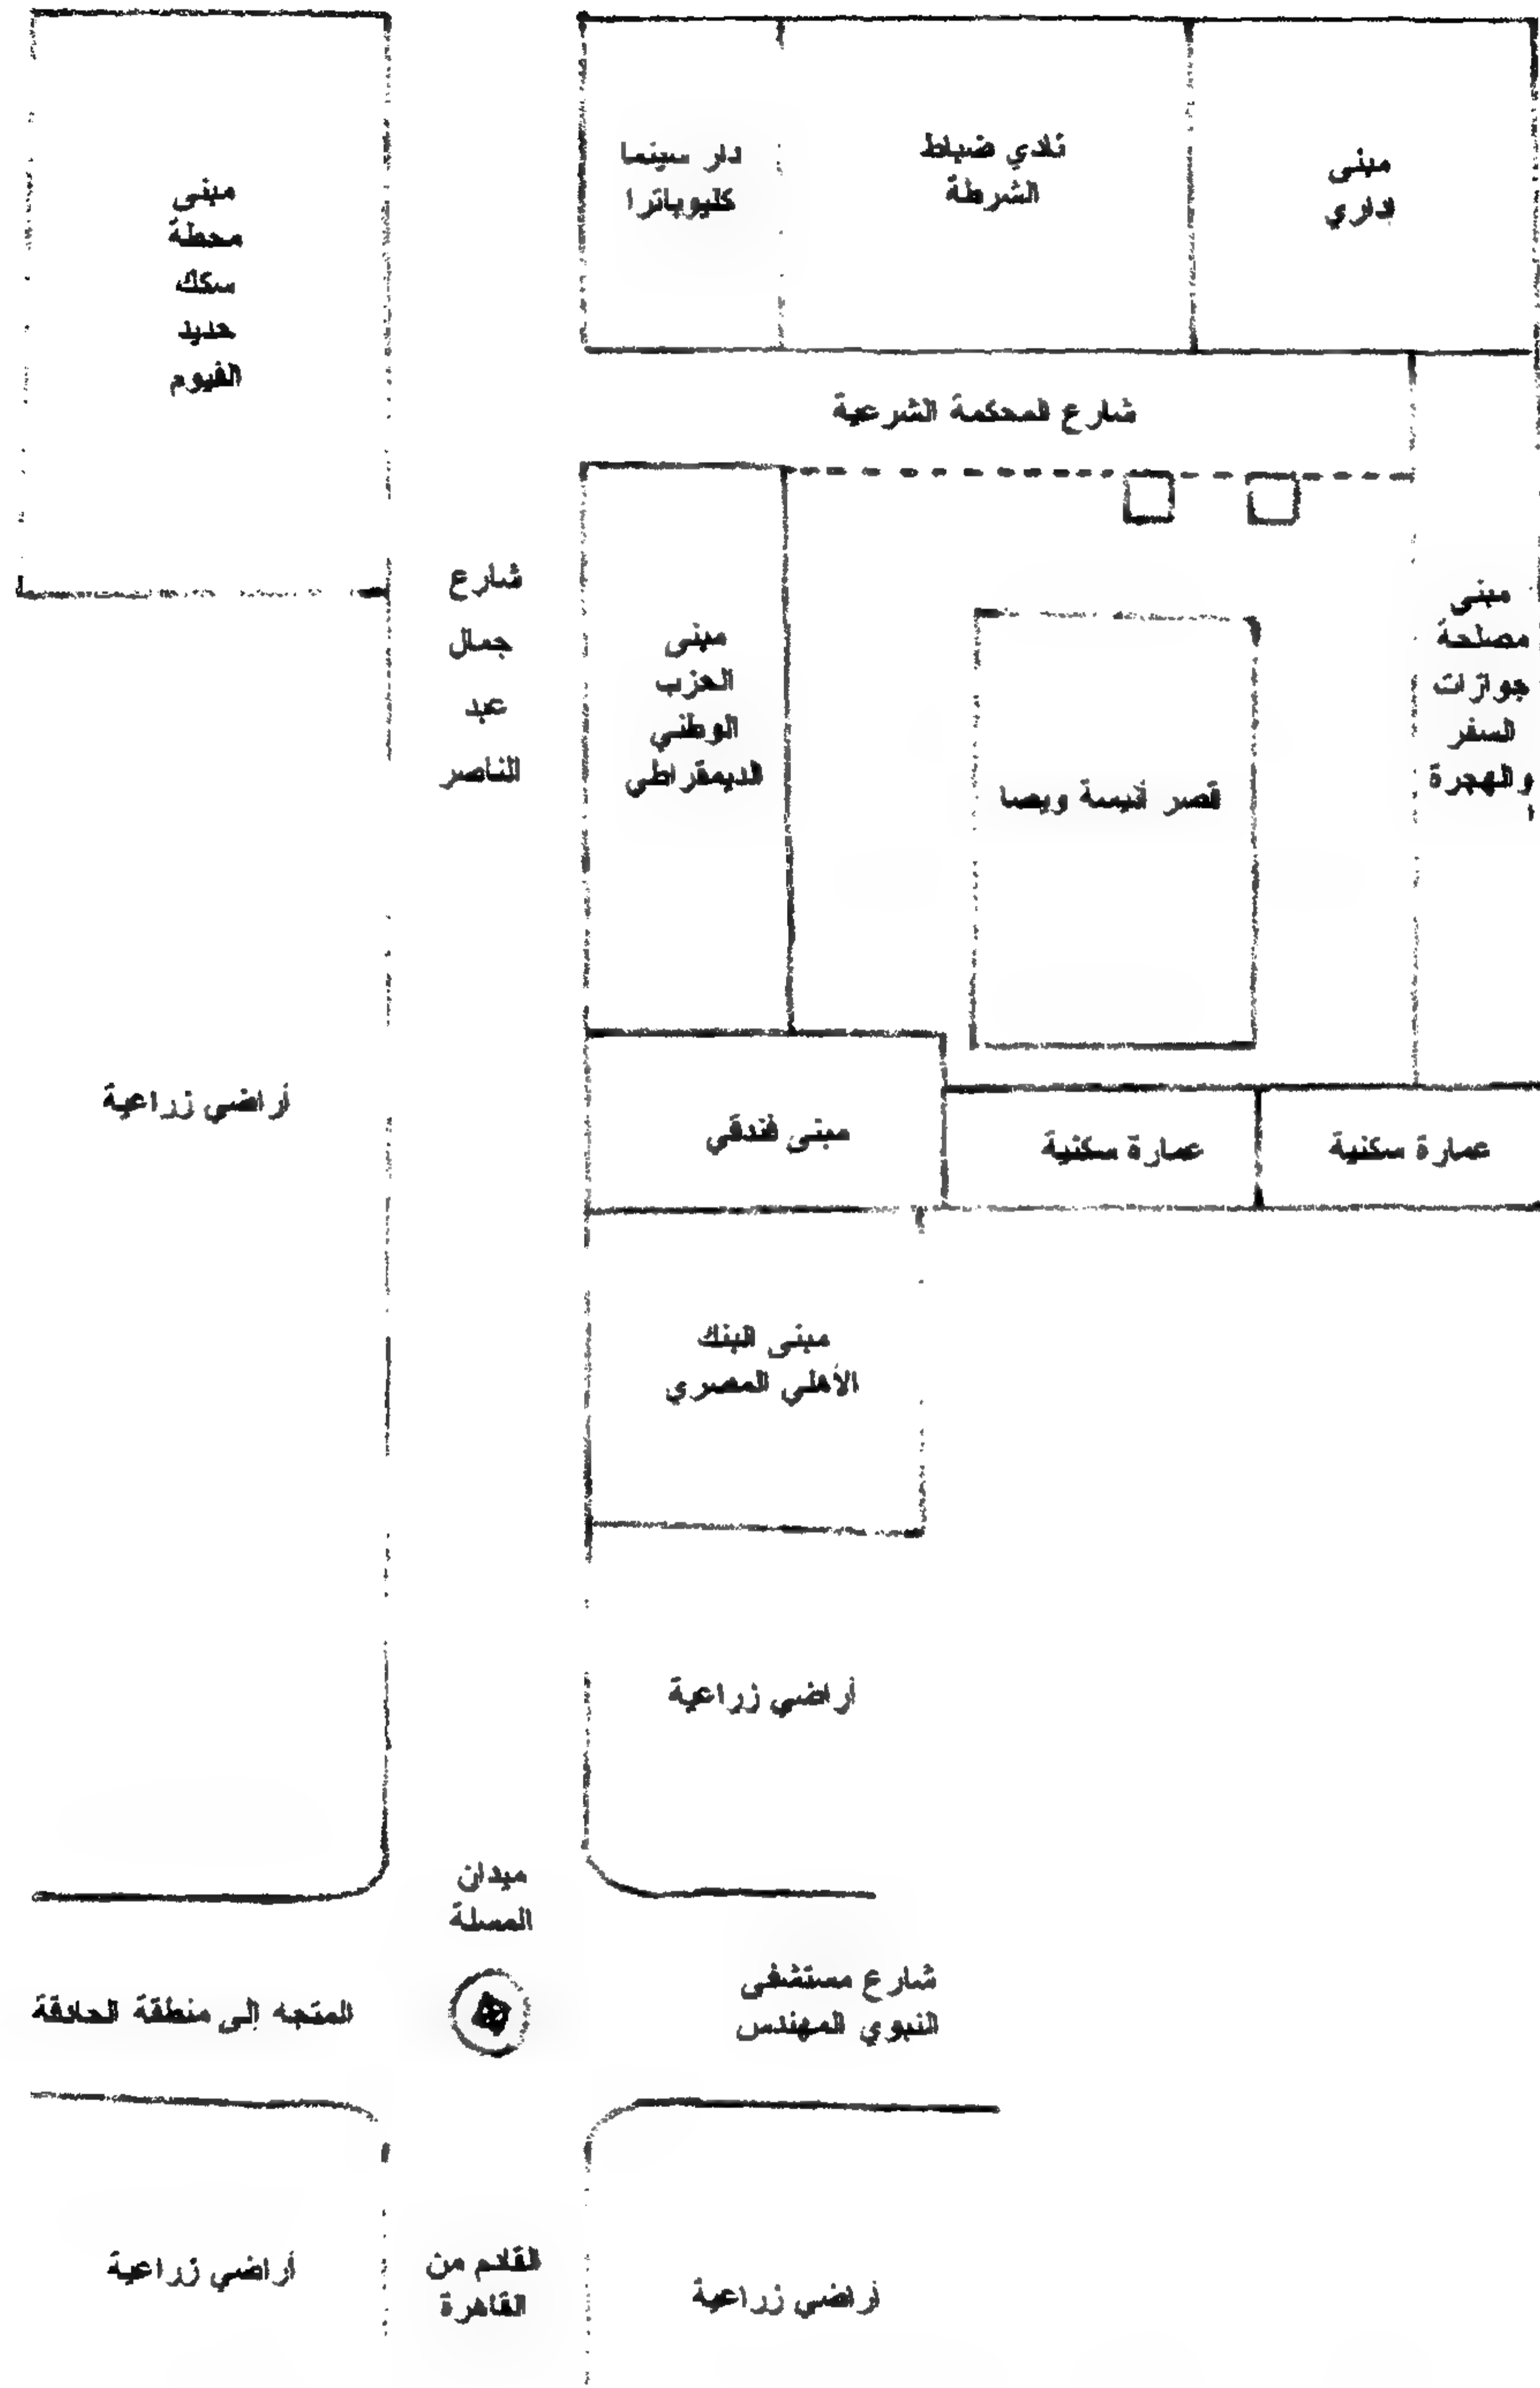 مبنى
محطة
سكك
حديد
الفيوم
دار سينما
كليوباترا
نادي ضباط
الشرطة
مبنى
إداري
شارع المحكمة الشرعية
شارع
جمال
عبد
الناصر
مبنى
الحزب
الوطني
الديمقراطي
قصر أنيسة ويصا
مبنى
مصلحة
جوازات
السفر
والهجرة
أراضي زراعية
مبنى فندقي
عمارة سكنية
عمارة سكنية
مبنى البنك
الأهلي المصري
أراضي زراعية
ميدان
المسلة
شارع مستشفى
النبوي المهندس
المتجه إلى منطقة الحادقة
أراضي زراعية
القادم من
القاهرة
أراضي زراعية